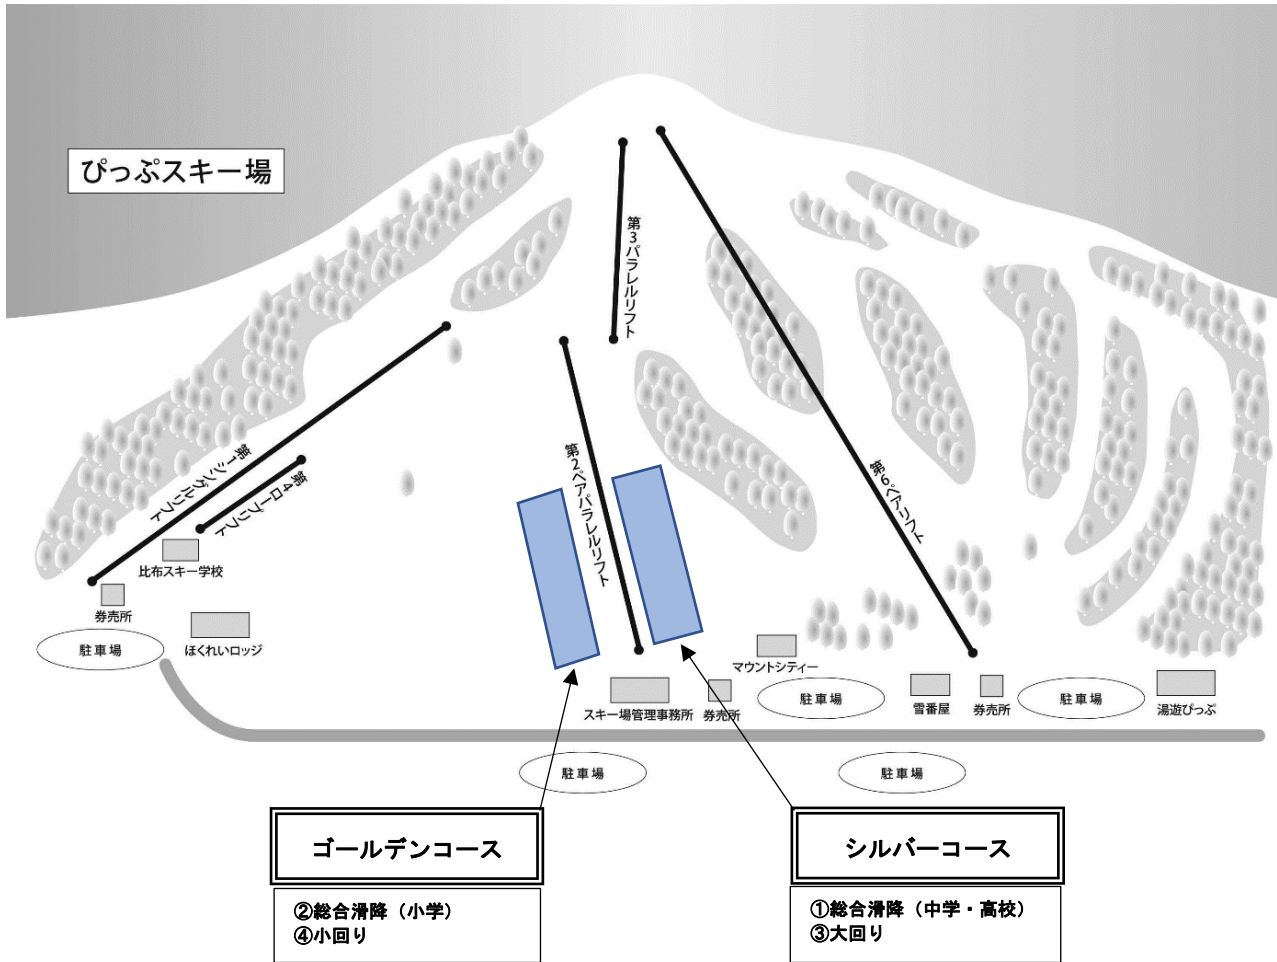 ぴっぷスキー場
第3パラレルリフト
第1シングルリフト
第4ロープリフト
第2ペアパラレルリフト
第6ペアリフト
比布スキー学校
券売所
駐車場
ほくれいロッジ
マウントシティー
スキー場管理事務所
券売所
駐車場
雪番屋
券売所
駐車場
湯遊ぴっぷ
駐車場
駐車場
ゴールデンコース
②総合滑降（小学）
④小回り
シルバーコース
①総合滑降（中学・高校）
③大回り